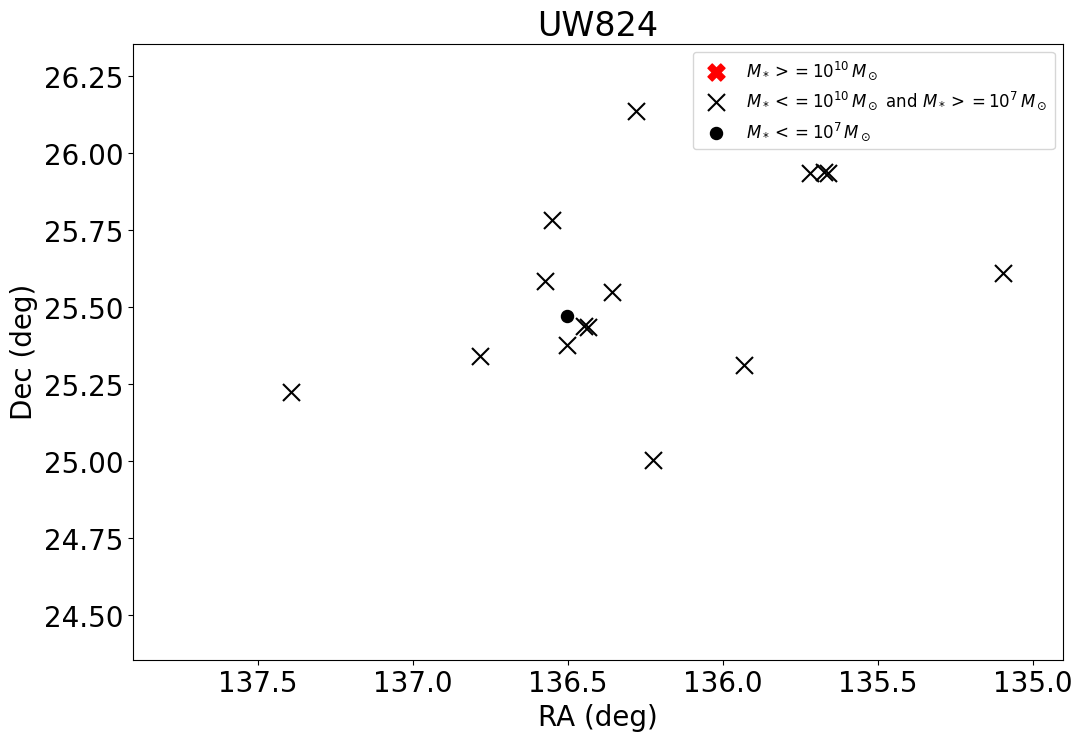 UW824
M* >= 10^10 M⊙
M* <= 10^10 M⊙ and M* >= 10^7 M⊙
M* <= 10^7 M⊙
26.25
26.00
25.75
25.50
25.25
25.00
24.75
24.50
Dec (deg)
137.5 137.0 136.5 136.0 135.5 135.0
RA (deg)